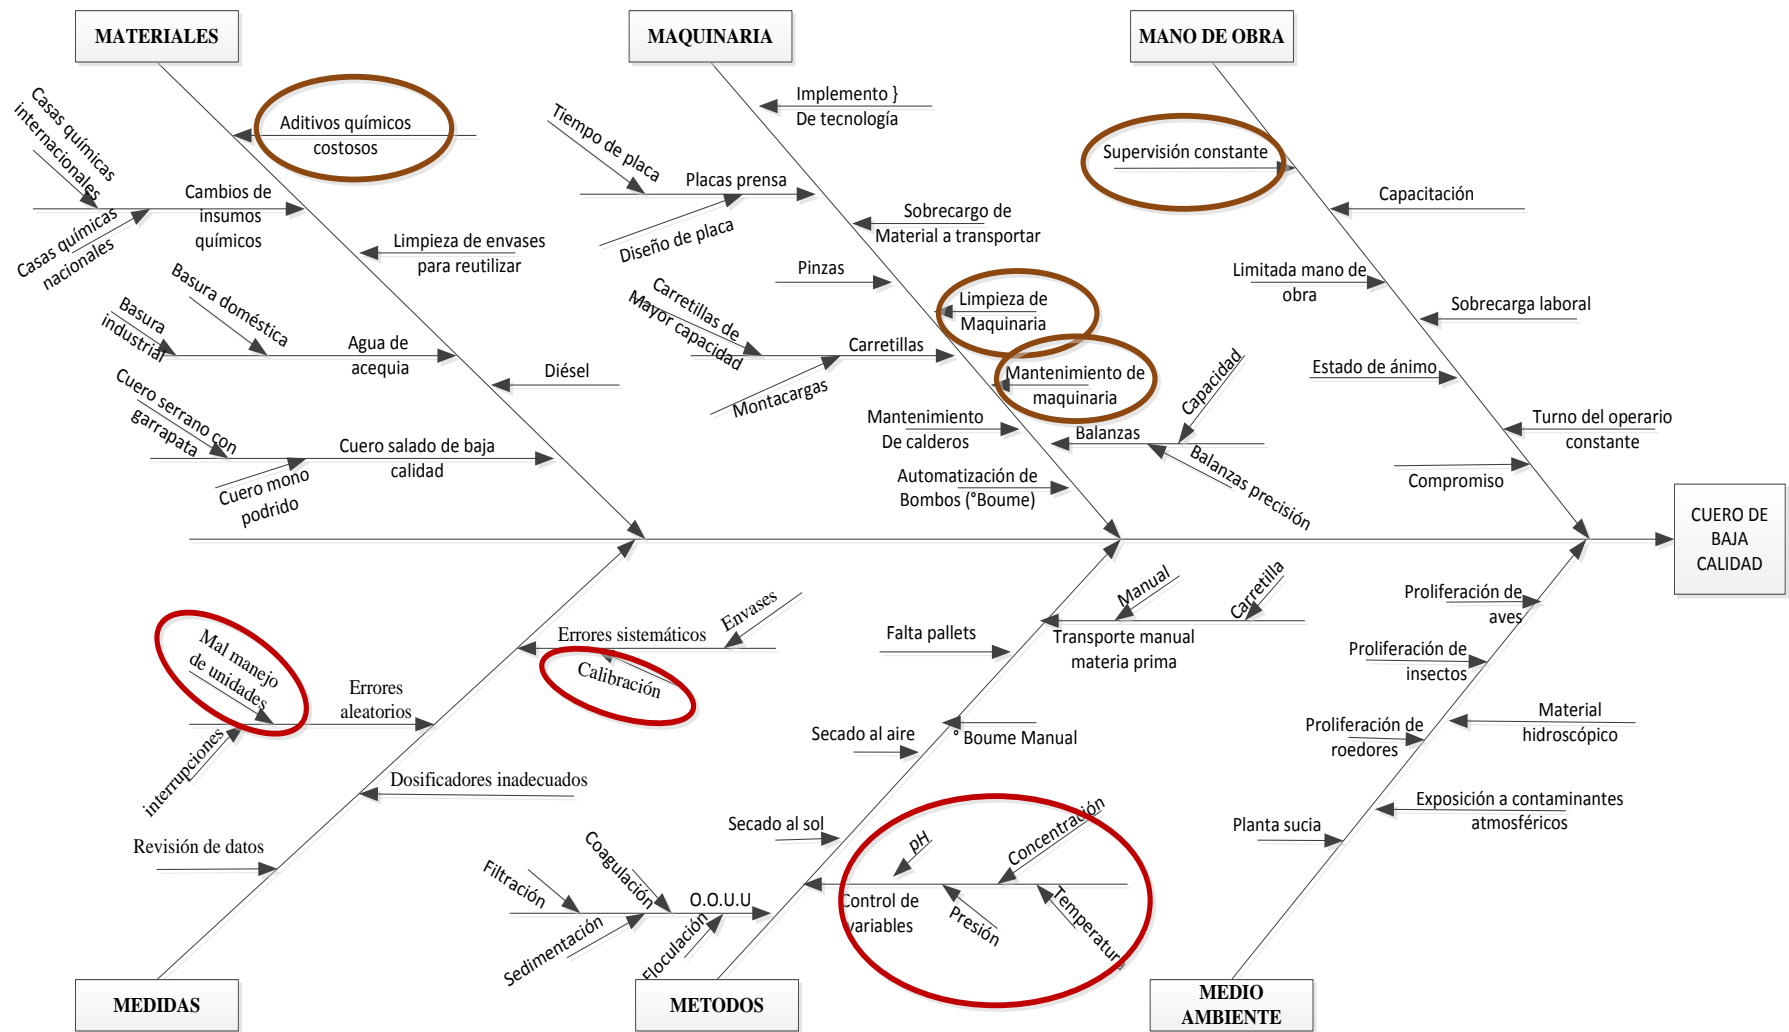 MATERIALES
MAQUINARIA
MANO DE OBRA
Casas químicas
internacionales
Aditivos químicos
costosos
Cambios de
insumos
químicos
Casas químicas
nacionales
Limpieza de envases
para reutilizar
Basura doméstica
Basura
industrial
Agua de
acequia
Diésel
Cuero serrano con
garrapata
Cuero salado de baja
calidad
Cuero mono
podrido
Implemento }
De tecnología
Tiempo de placa
Placas prensa
Diseño de placa
Sobrecargo de
Material a transportar
Pinzas
Limpieza de
Maquinaria
Carretillas de
Mayor capacidad
Carretillas
Montacargas
Mantenimiento de
maquinaria
Mantenimiento
De calderos
Capacidad
Balanzas
Balanzas precisión
Automatización de
Bombos (°Boume)
Supervisión constante
Capacitación
Limitada mano de
obra
Sobrecarga laboral
Estado de ánimo
Turno del operario
constante
Compromiso
CUERO DE
BAJA
CALIDAD
Mal manejo
de unidades
Errores
aleatorios
interrupciones
Errores sistemáticos
Envases
Calibración
Dosificadores inadecuados
Revisión de datos
Falta pallets
Manual
Carretilla
Transporte manual
materia prima
Secado al aire
° Boume Manual
Secado al sol
pH
Concentración
Control de
variables
Presión
Temperatura
Filtración
Coagulación
O.O.U.U
Sedimentación
Floculación
Proliferación de
aves
Proliferación de
insectos
Proliferación de
roedores
Material
hidroscópico
Exposición a contaminantes
atmosféricos
Planta sucia
MEDIDAS
METODOS
MEDIO
AMBIENTE